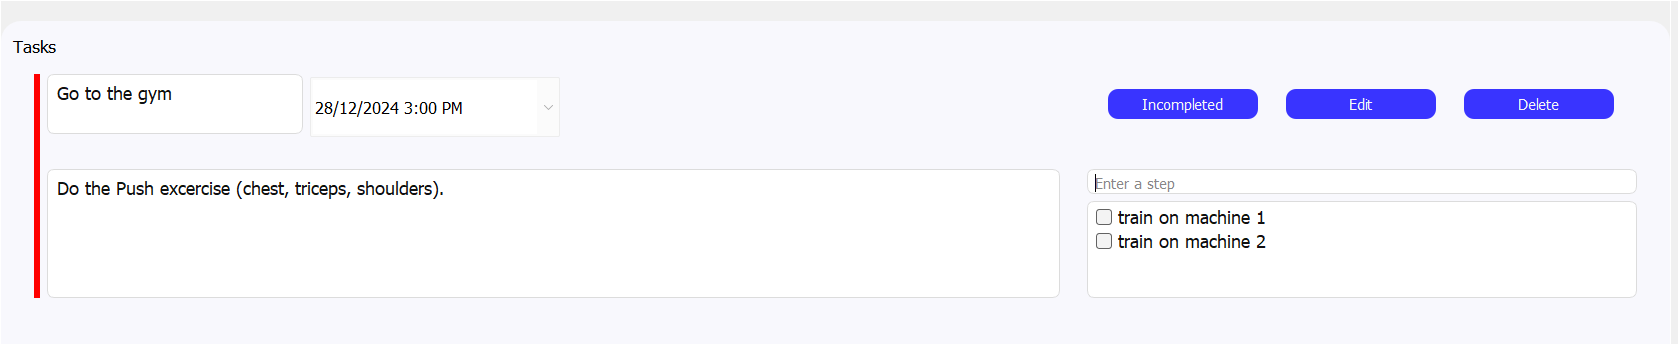 Tasks
Go to the gym
28/12/2024 3:00 PM
Incompleted
Edit
Delete
Do the Push excercise (chest, triceps, shoulders).
Enter a step
train on machine 1
train on machine 2